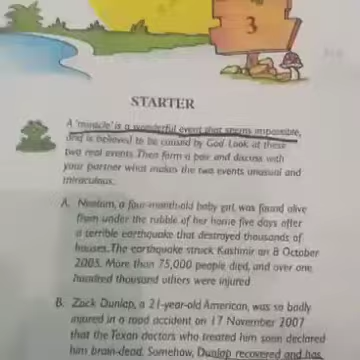 3
STARTER
A 'miracle' is a wonderful event that seems impossible,
and is believed to be caused by God. Look at these
two real events. Then form a pair and discuss with
your partner what makes the two events unusual and
miraculous.
A. Neelam, a four-month-old baby girl, was found alive
from under the rubble of her home five days after
a terrible earthquake that destroyed thousands of
houses. The earthquake struck Kashmir on 8 October
2005. More than 75,000 people died, and over one
hundred thousand others were injured
B. Zack Dunlap, a 21-year-old American, was so badly
injured in a road accident on 17 November 2007
that the Texan doctors who treated him soon declared
him brain-dead. Somehow, Dunlap recovered and has